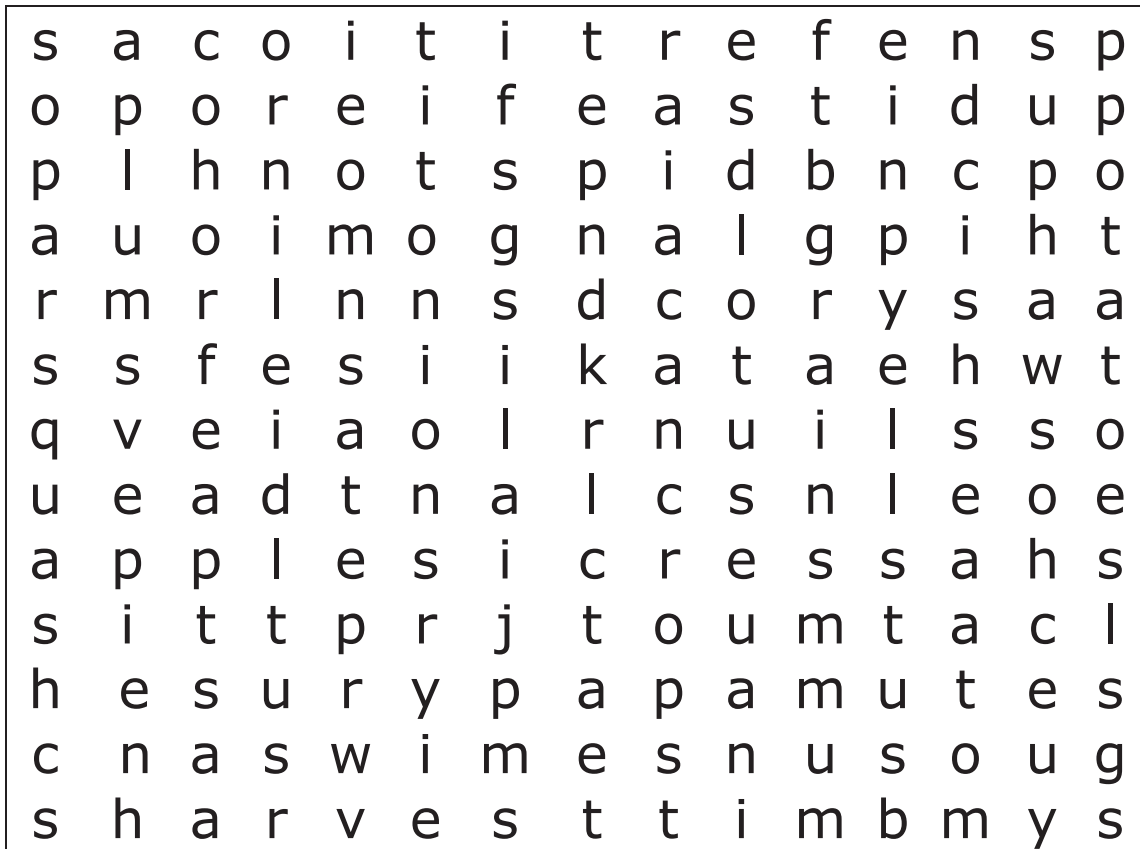 s a c o i t i t r e f e n s p
o p o r e i f e a s t i d u p
p l h n o t s p i d b n c p o
a u o i m o g n a l g p i h t
r m r l n n s d c o r y s a a
s s f e s i i k a t a e h w t
q v e i a o l r n u i l s s o
u e a d t n a l c s n l e o e
a p p l e s i c r e s s a h s
s i t t p r j t o u m t a c l
h e s u r y p a p a m u t e s
c n a s w i m e s n u s o u g
s h a r v e s t t i m b m y s